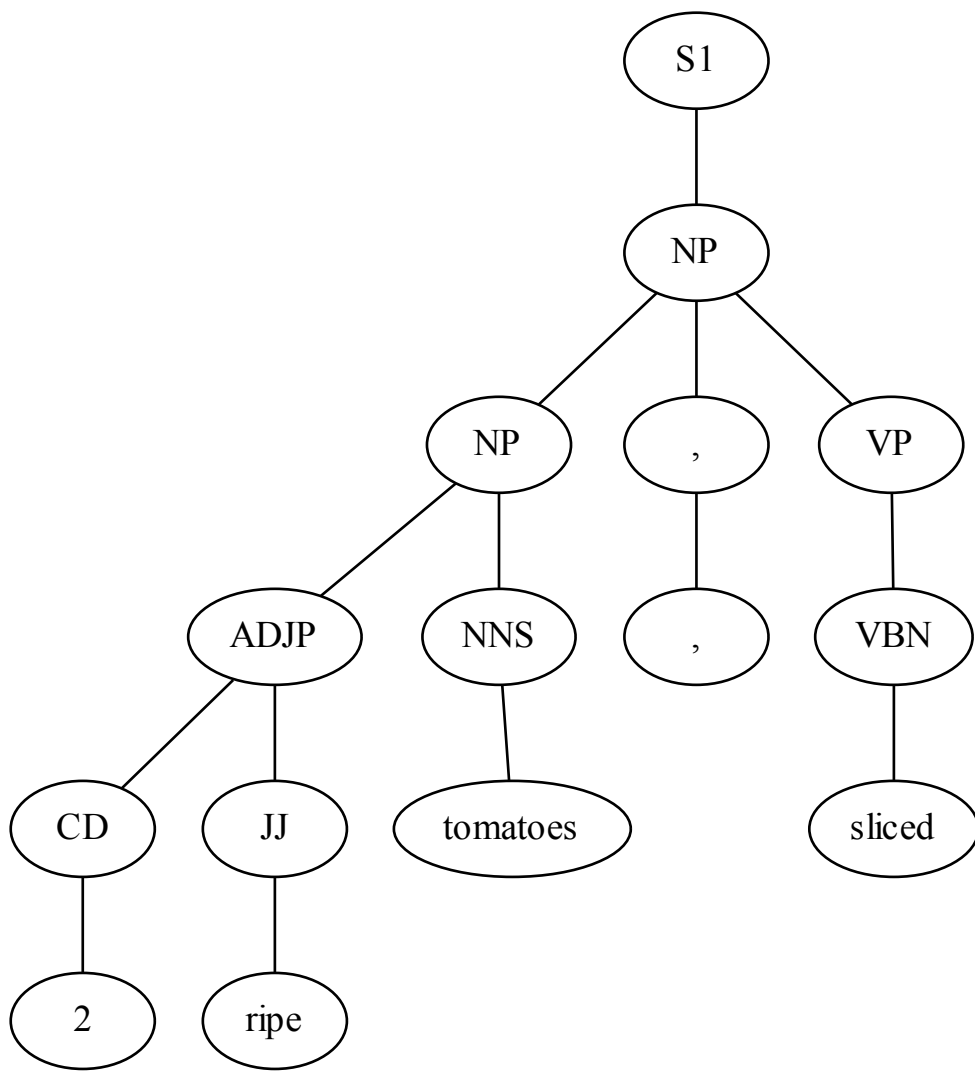 S1
NP
NP , VP
ADJP NNS , VBN
CD JJ tomatoes sliced
2 ripe